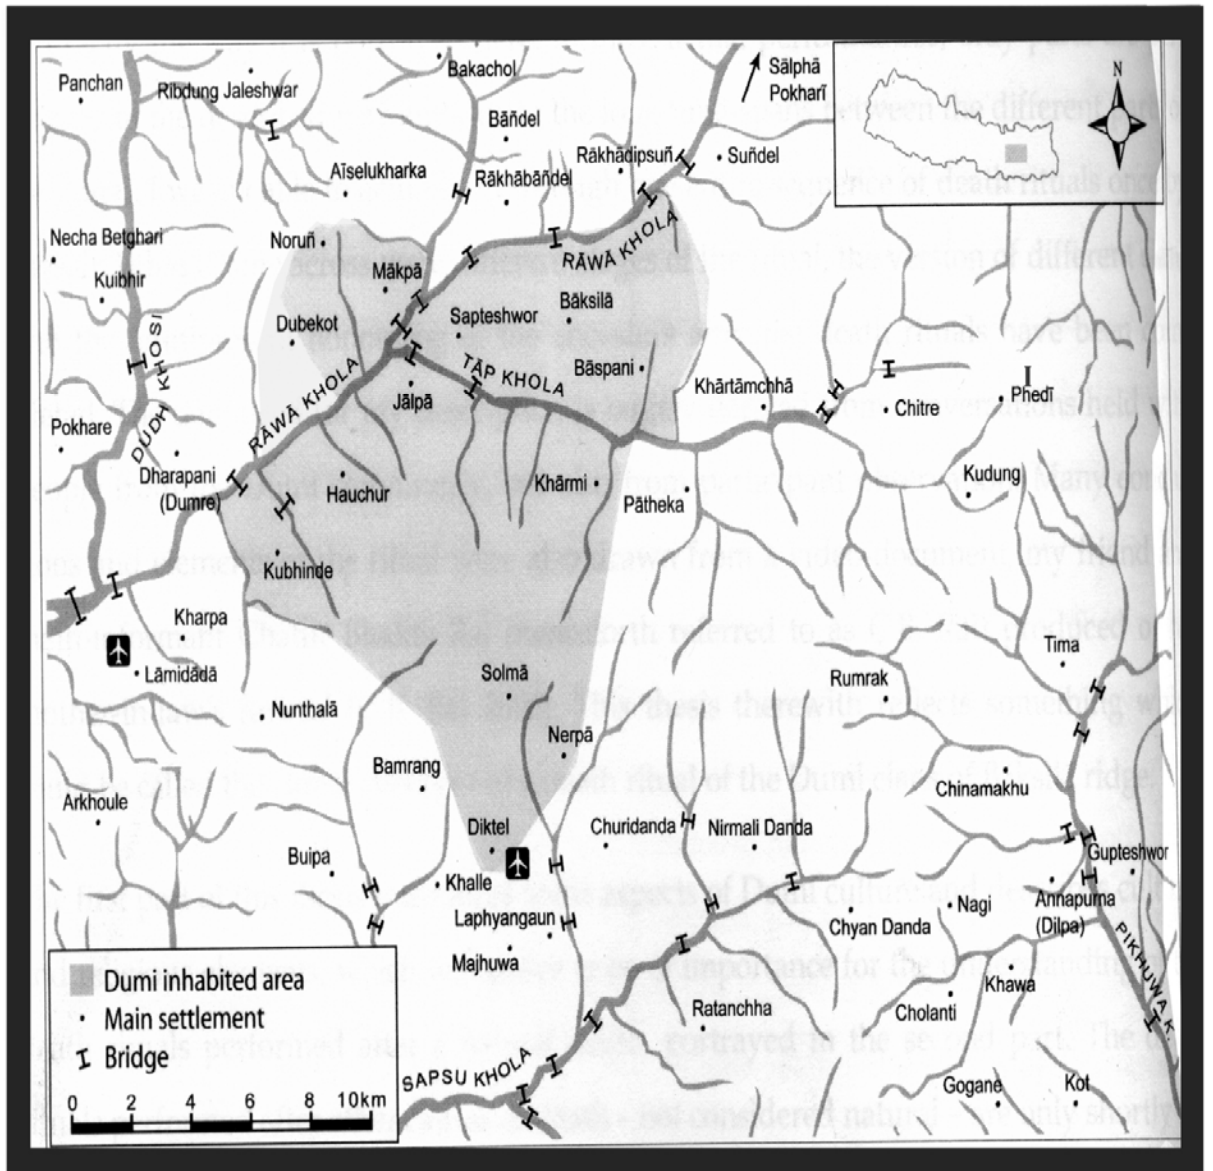 Panchan
Ribdung Jaleshwar
Bakachol
Sālphā
Pokharī
N
Bāñdel
Aīselukharka
Rākhābāñdel
Rākhādipsuñ
Suñdel
Necha Betghari
Kuibhir
Noruñ
Mākpā
RĀWĀ KHOLA
Dubekot
Sapteshwor
Bāksilā
DUDH KHOSI
RĀWĀ KHOLA
TĀP KHOLA
Bāspani
Jālpā
Khārtāmchhā
Chitre
Phedī
Pokhare
Dharapani
(Dumre)
Hauchur
Khārmi
Pātheka
Kudung
Kubhinde
Kharpa
Lāmidādā
Nunthalā
Solmā
Nerpā
Rumrak
Tima
Bamrang
Chinamakhu
Arkhoule
Diktel
Churidanda
Nirmali Danda
Gupteshwor
Buipa
Khalle
Laphyangaun
Majhuwa
Chyan Danda
Nagi
Annapurna
(Dilpa)
PIKHUWA K
Khawa
Cholanti
Ratanchha
SAPSU KHOLA
Gogane
Kot
Dumi inhabited area
Main settlement
Bridge
0 2 4 6 8 10km